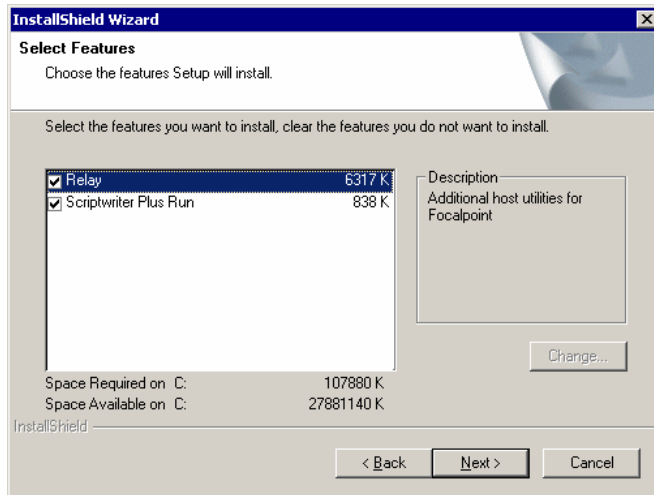 InstallShield Wizard
Select Features
Choose the features Setup will install.
Select the features you want to install, clear the features you do not want to install.
Relay 6317 K
Scriptwriter Plus Run 838 K
Description
Additional host utilities for
Focalpoint
Change...
Space Required on C: 107880 K
Space Available on C: 27881140 K
InstallShield
< Back Next > Cancel